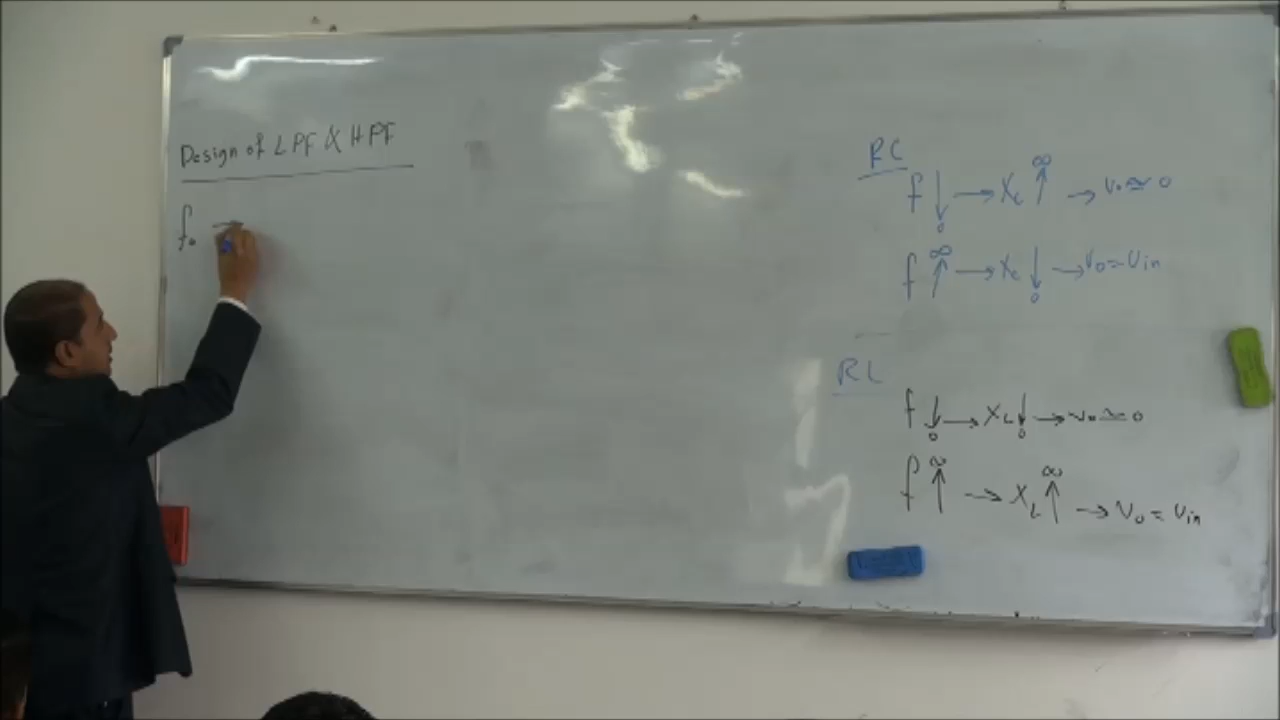 Design of LPF & HPF
f₀ →
RC
f ↓ 0 → Xc ↑ ∞ → Vo ≃ 0
f ↑ ∞ → Xc ↓ 0 → Vo = Vin
RL
f ↓ 0 → XL ↓ 0 → Vo ≃ 0
f ↑ ∞ → XL ↑ ∞ → Vo = Vin